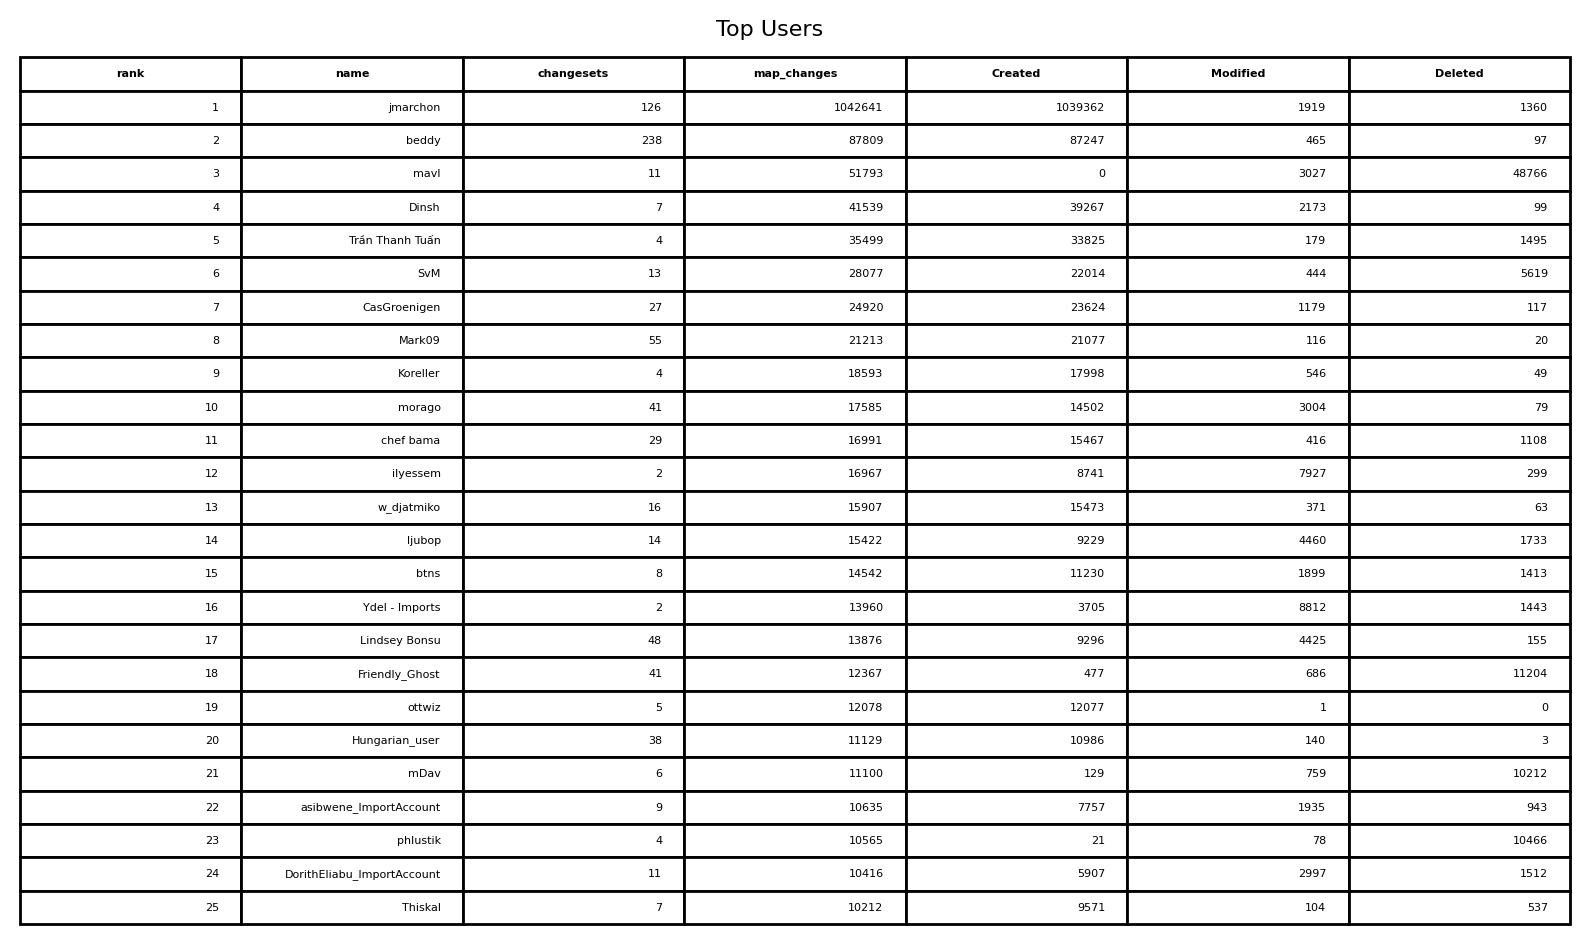 Top Users
rank name changesets map_changes Created Modified Deleted
1 jmarchon 126 1042641 1039362 1919 1360
2 beddy 238 87809 87247 465 97
3 mavl 11 51793 0 3027 48766
4 Dinsh 7 41539 39267 2173 99
5 Trần Thanh Tuấn 4 35499 33825 179 1495
6 SvM 13 28077 22014 444 5619
7 CasGroenigen 27 24920 23624 1179 117
8 Mark09 55 21213 21077 116 20
9 Koreller 4 18593 17998 546 49
10 morago 41 17585 14502 3004 79
11 chef bama 29 16991 15467 416 1108
12 ilyessem 2 16967 8741 7927 299
13 w_djatmiko 16 15907 15473 371 63
14 ljubop 14 15422 9229 4460 1733
15 btns 8 14542 11230 1899 1413
16 Ydel - Imports 2 13960 3705 8812 1443
17 Lindsey Bonsu 48 13876 9296 4425 155
18 Friendly_Ghost 41 12367 477 686 11204
19 ottwiz 5 12078 12077 1 0
20 Hungarian_user 38 11129 10986 140 3
21 mDav 6 11100 129 759 10212
22 asibwene_ImportAccount 9 10635 7757 1935 943
23 phlustik 4 10565 21 78 10466
24 DorithEliabu_ImportAccount 11 10416 5907 2997 1512
25 Thiskal 7 10212 9571 104 537